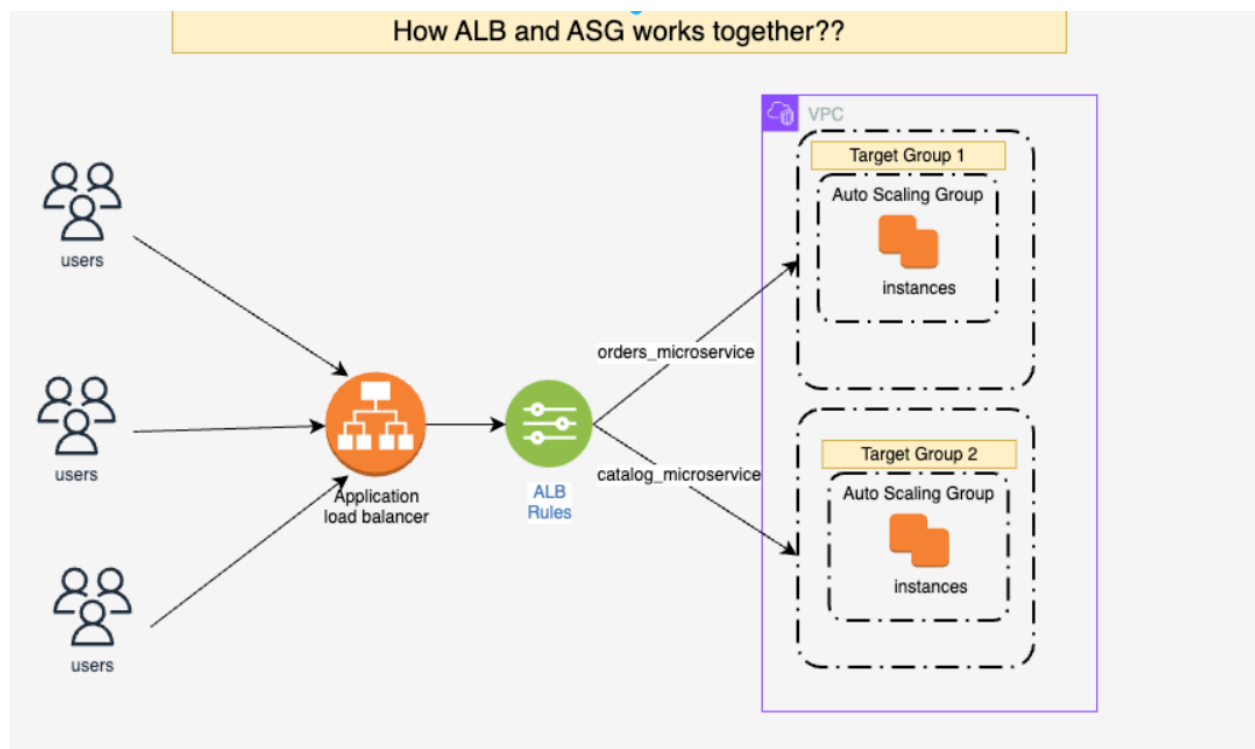 How ALB and ASG works together??
VPC
Target Group 1
Auto Scaling Group
instances
users
orders_microservice
users
Application
load balancer
ALB
Rules
catalog_microservice
Target Group 2
Auto Scaling Group
instances
users